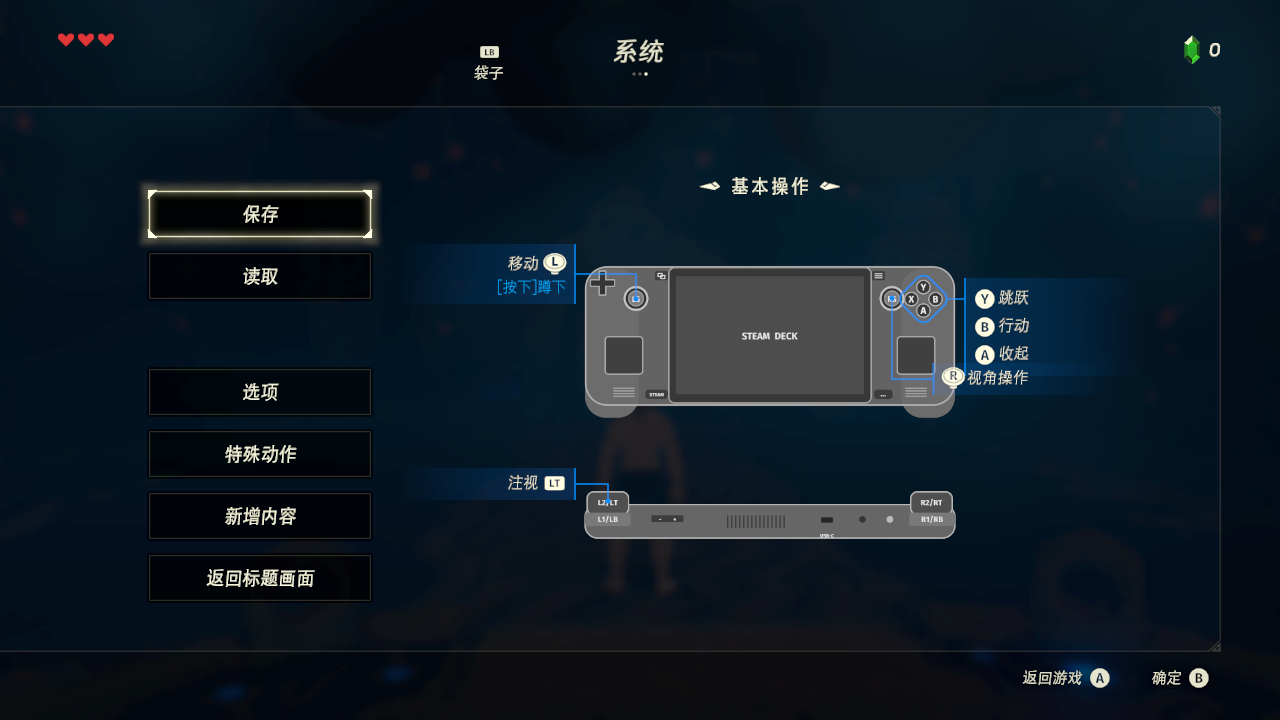 LB
袋子
系统
0
保存
读取
选项
特殊动作
新增内容
返回标题画面
基本操作
移动 L
[按下]蹲下
LS
STEAM DECK
STEAM
...
RS
Y
X
B
A
Y 跳跃
B 行动
A 收起
R 视角操作
注视 LT
L2/LT
L1/LB
- +
USB-C
R2/RT
R1/RB
返回游戏 A
确定 B